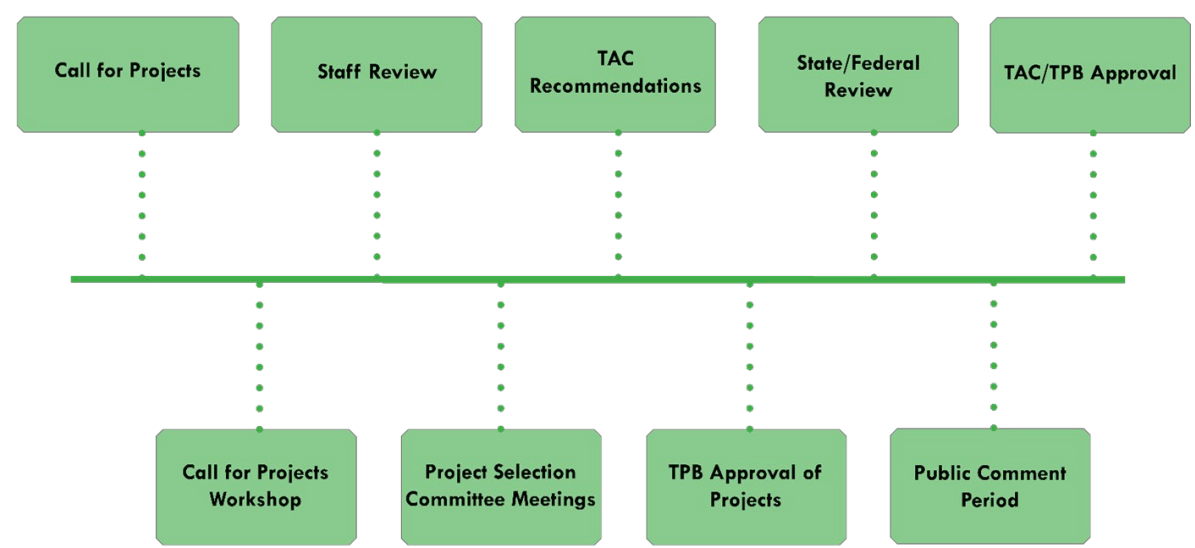 Call for Projects
Staff Review
TAC
Recommendations
State/Federal
Review
TAC/TPB Approval
Call for Projects
Workshop
Project Selection
Committee Meetings
TPB Approval of
Projects
Public Comment
Period